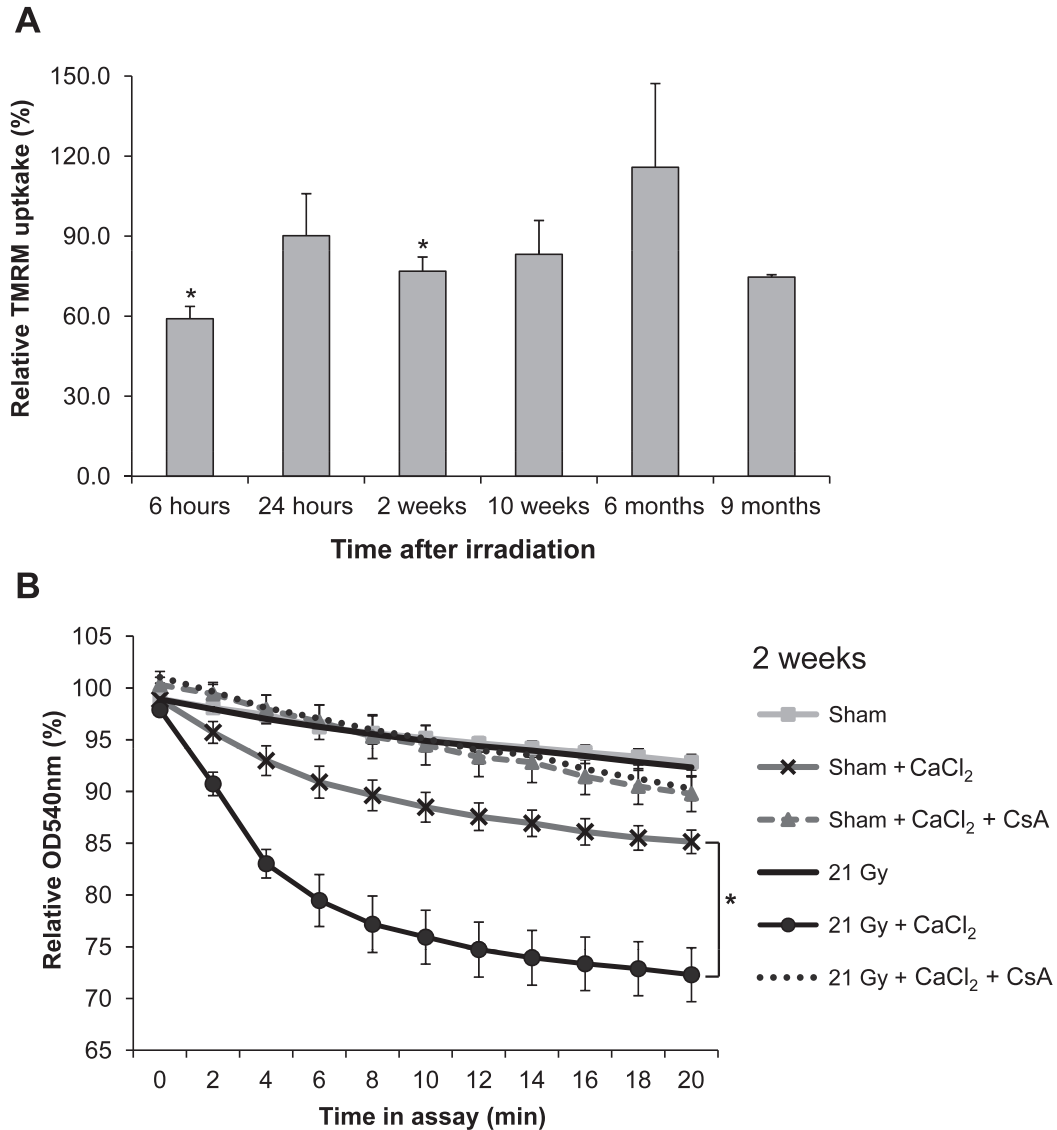 A
150.0
120.0
90.0
60.0
30.0
0.0
Relative TMRM uptkake (%)
*
*
6 hours 24 hours 2 weeks 10 weeks 6 months 9 months
Time after irradiation
B
105
100
95
90
85
80
75
70
65
Relative OD540nm (%)
0 2 4 6 8 10 12 14 16 18 20
Time in assay (min)
*
2 weeks
Sham
Sham + CaCl₂
Sham + CaCl₂ + CsA
21 Gy
21 Gy + CaCl₂
21 Gy + CaCl₂ + CsA